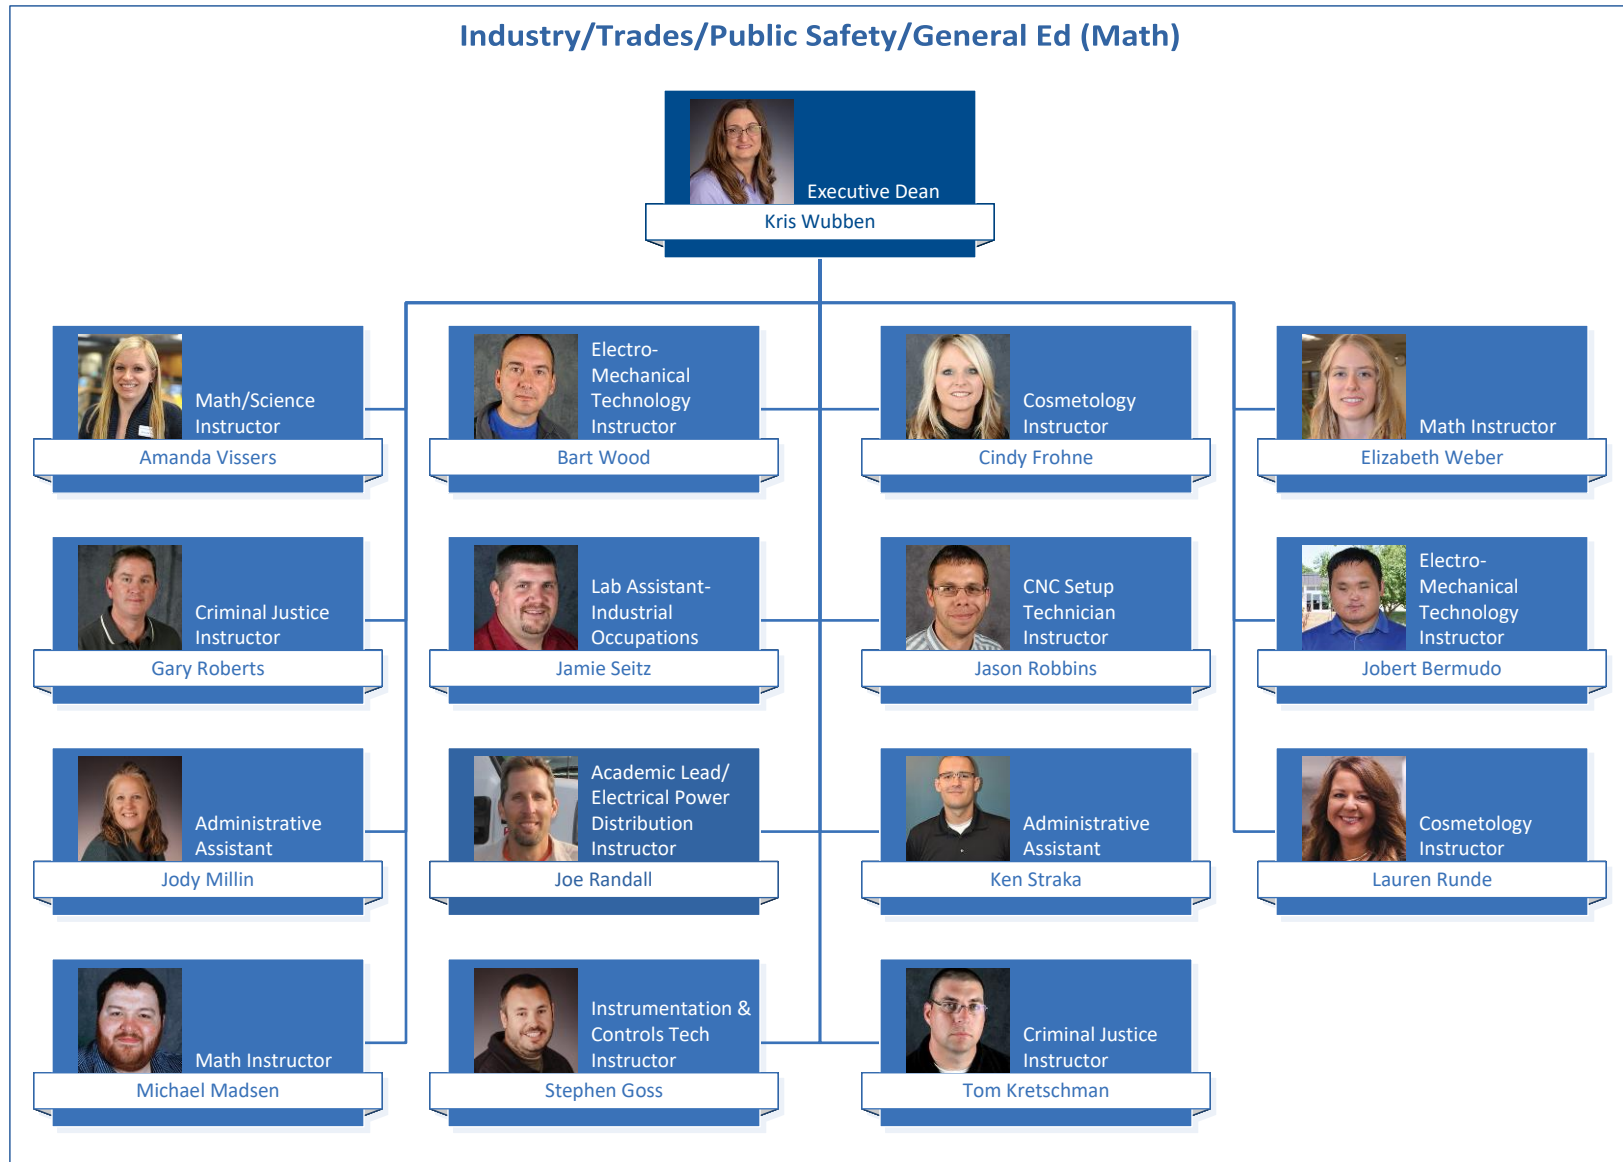 Industry/Trades/Public Safety/General Ed (Math)
Executive Dean
Kris Wubben
Math/Science
Instructor
Amanda Vissers
Electro-
Mechanical
Technology
Instructor
Bart Wood
Cosmetology
Instructor
Cindy Frohne
Math Instructor
Elizabeth Weber
Criminal Justice
Instructor
Gary Roberts
Lab Assistant-
Industrial
Occupations
Jamie Seitz
CNC Setup
Technician
Instructor
Jason Robbins
Electro-
Mechanical
Technology
Instructor
Jobert Bermudo
Administrative
Assistant
Jody Millin
Academic Lead/
Electrical Power
Distribution
Instructor
Joe Randall
Administrative
Assistant
Ken Straka
Cosmetology
Instructor
Lauren Runde
Math Instructor
Michael Madsen
Instrumentation &
Controls Tech
Instructor
Stephen Goss
Criminal Justice
Instructor
Tom Kretschman